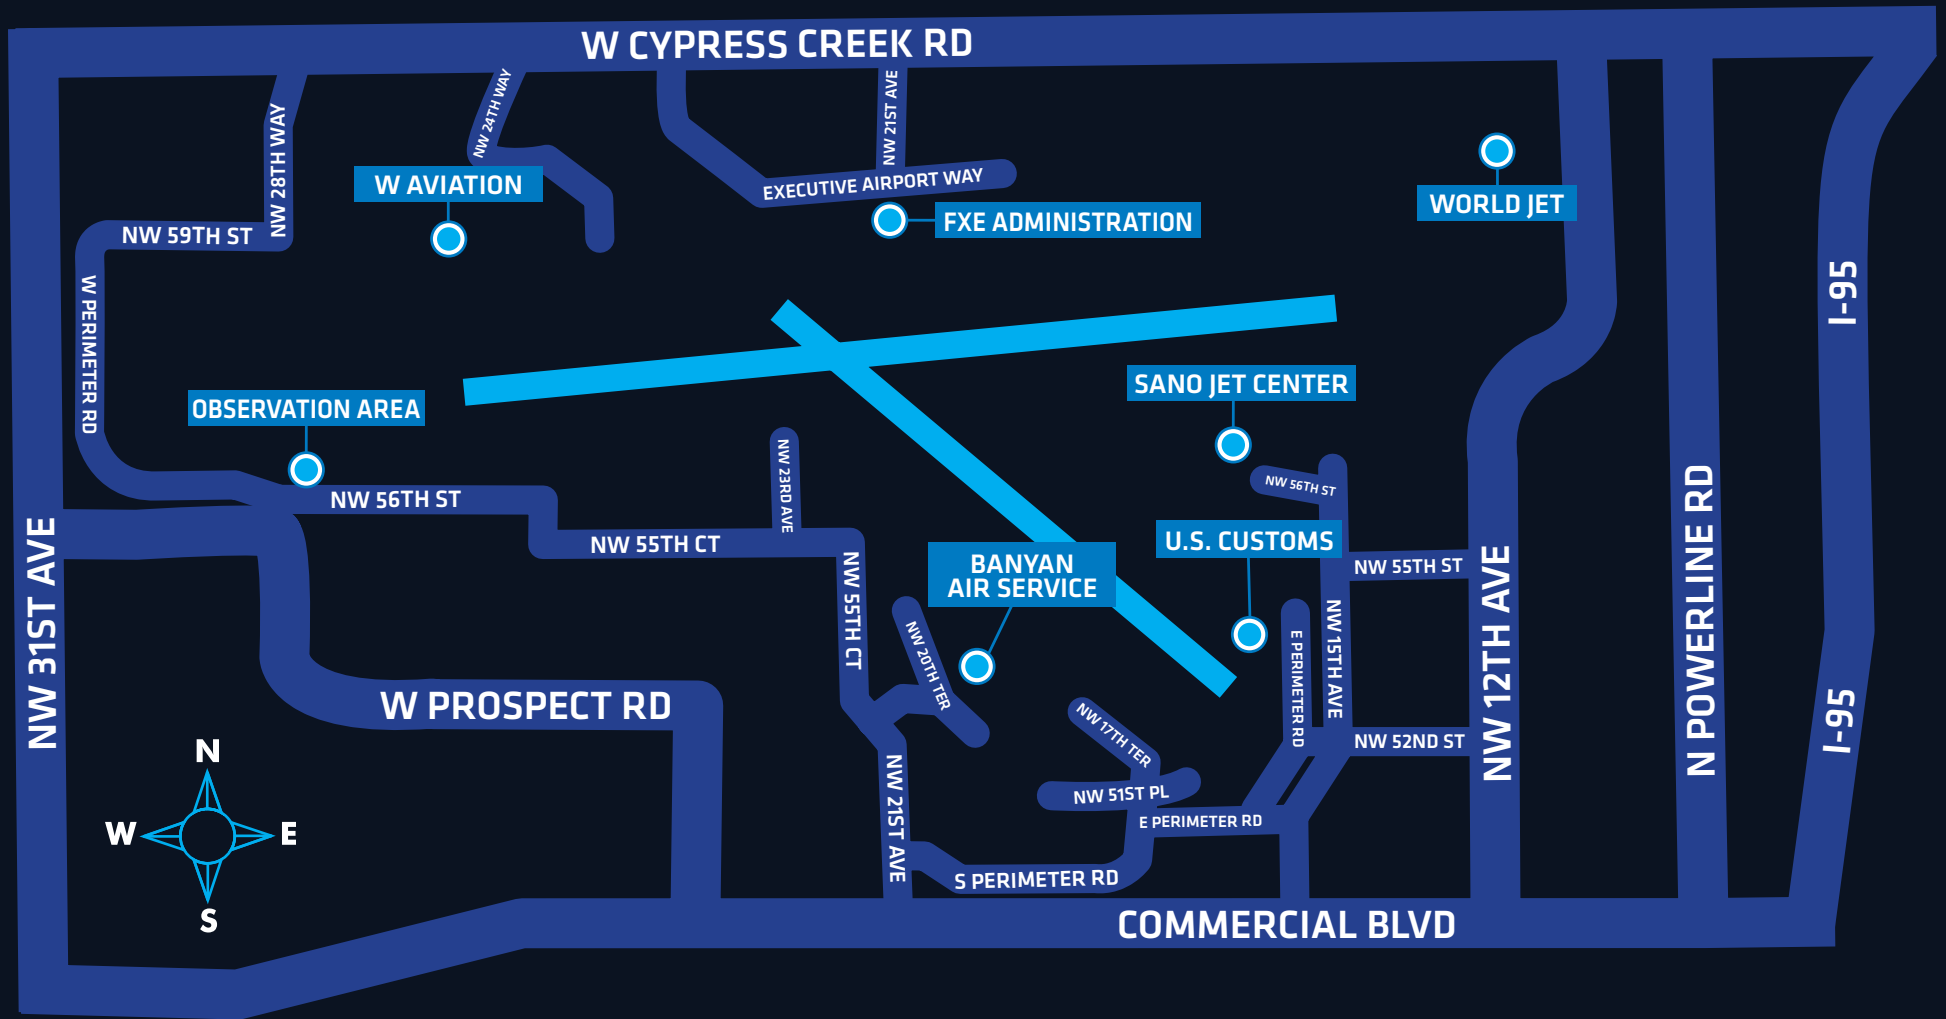 W CYPRESS CREEK RD
NW 24TH WAY
NW 21ST AVE
NW 28TH WAY
W AVIATION
EXECUTIVE AIRPORT WAY
WORLD JET
FXE ADMINISTRATION
NW 59TH ST
W PERIMETER RD
I-95
OBSERVATION AREA
SANO JET CENTER
NW 23RD AVE
NW 56TH ST
NW 56TH ST
NW 55TH CT
U.S. CUSTOMS
BANYAN
AIR SERVICE
NW 55TH ST
NW 55TH CT
NW 31ST AVE
NW 20TH TER
E PERIMETER RD
NW 15TH AVE
NW 12TH AVE
N POWERLINE RD
I-95
W PROSPECT RD
NW 17TH TER
NW 52ND ST
N
W
E
S
NW 51ST PL
E PERIMETER RD
NW 21ST AVE
S PERIMETER RD
COMMERCIAL BLVD